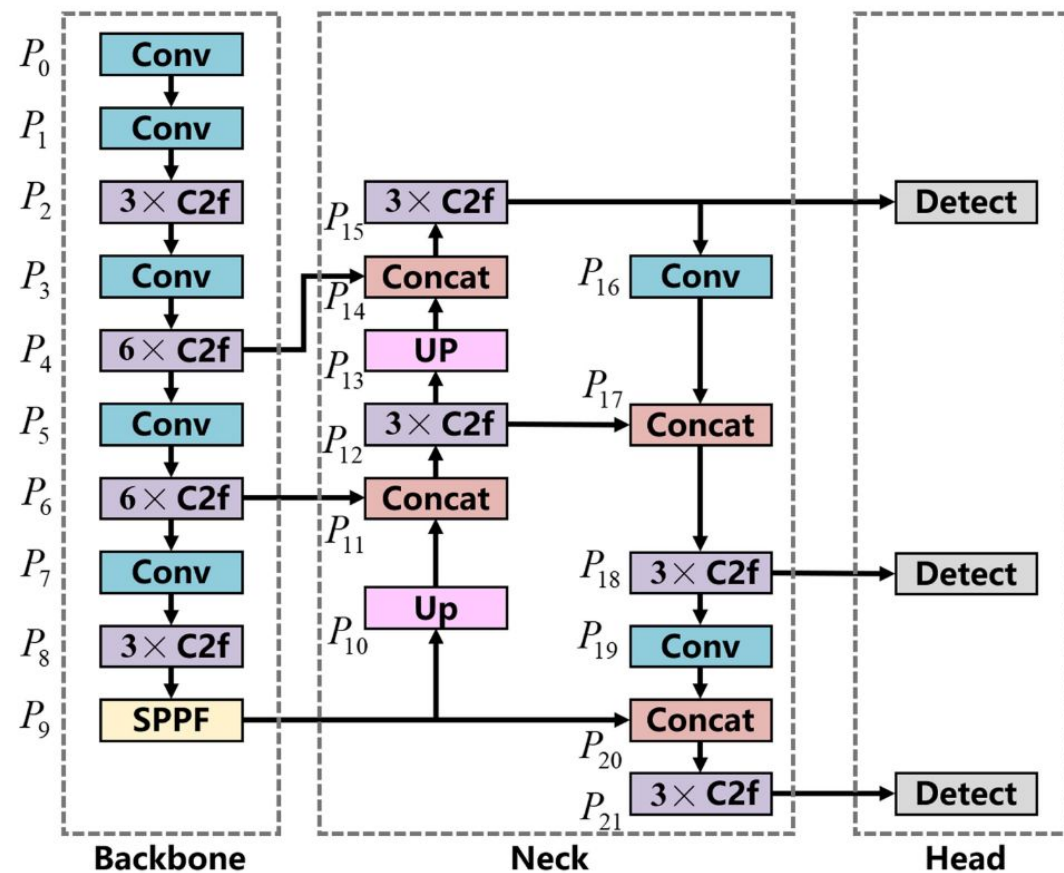 P₀ Conv
P₁ Conv
P₂ 3× C2f
P₃ Conv
P₄ 6× C2f
P₅ Conv
P₆ 6× C2f
P₇ Conv
P₈ 3× C2f
P₉ SPPF
Backbone
P₁₅ 3× C2f
P₁₄ Concat
P₁₃ UP
P₁₂ 3× C2f
P₁₁ Concat
P₁₀ Up
P₁₆ Conv
P₁₇ Concat
P₁₈ 3× C2f
P₁₉ Conv
P₂₀ Concat
P₂₁ 3× C2f
Neck
Detect
Detect
Detect
Head